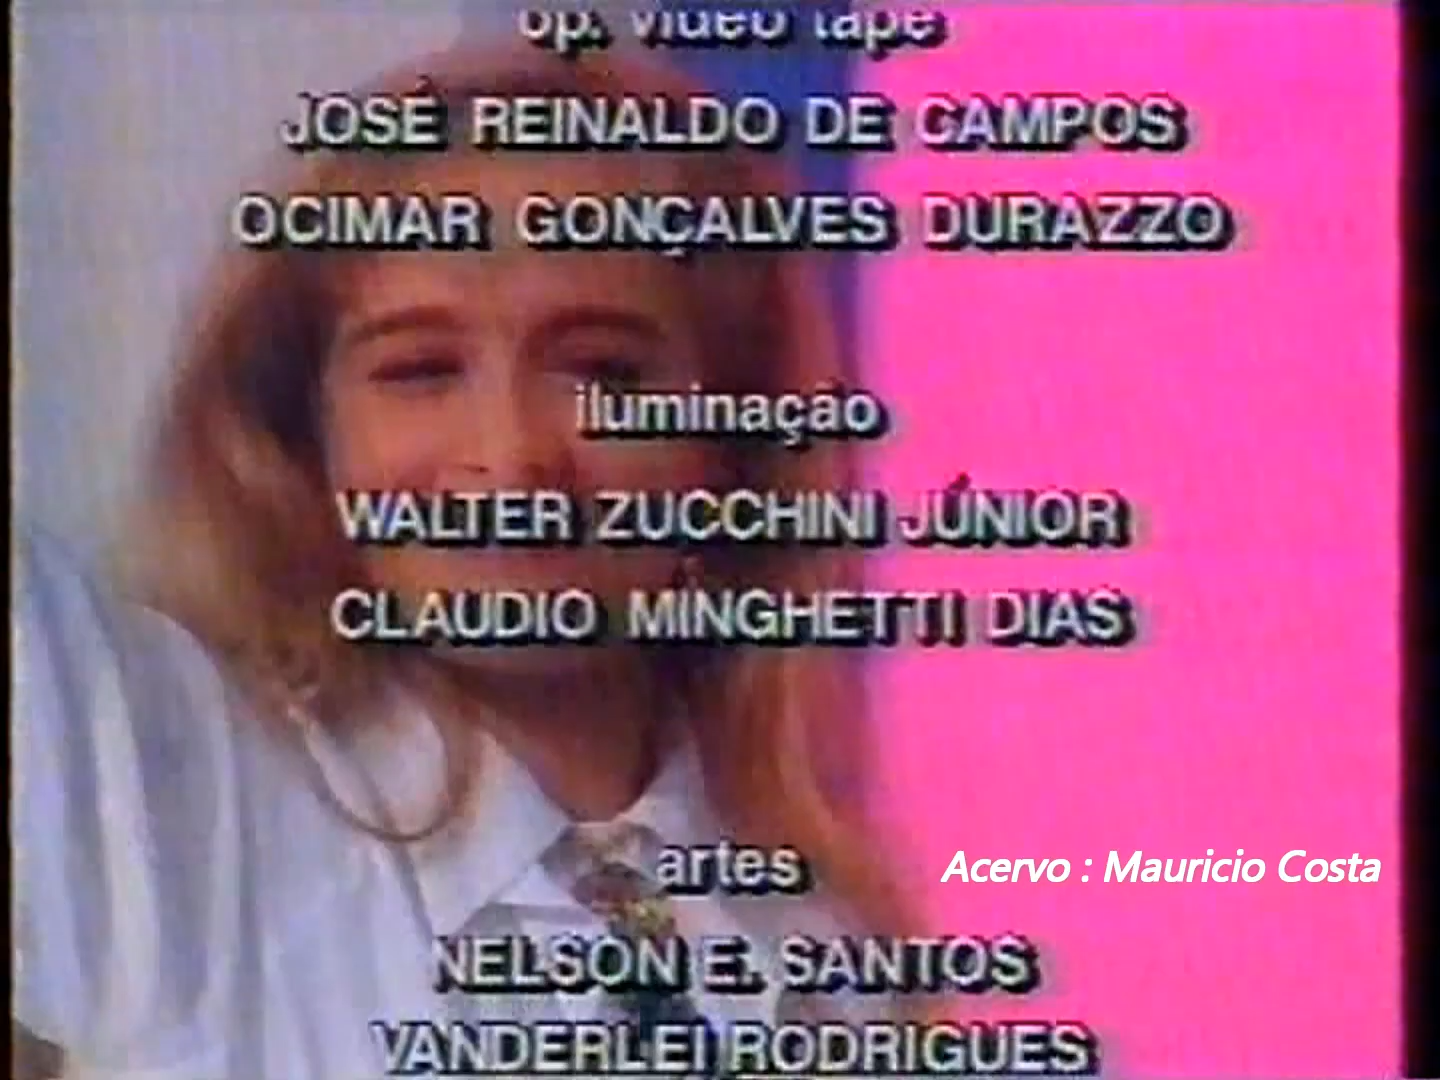 op. video tape
JOSÉ REINALDO DE CAMPOS
OCIMAR GONÇALVES DURAZZO
iluminação
WALTER ZUCCHINI JÚNIOR
CLAUDIO MINGHETTI DIAS
artes
Acervo : Mauricio Costa
NELSON E. SANTOS
VANDERLEI RODRIGUES